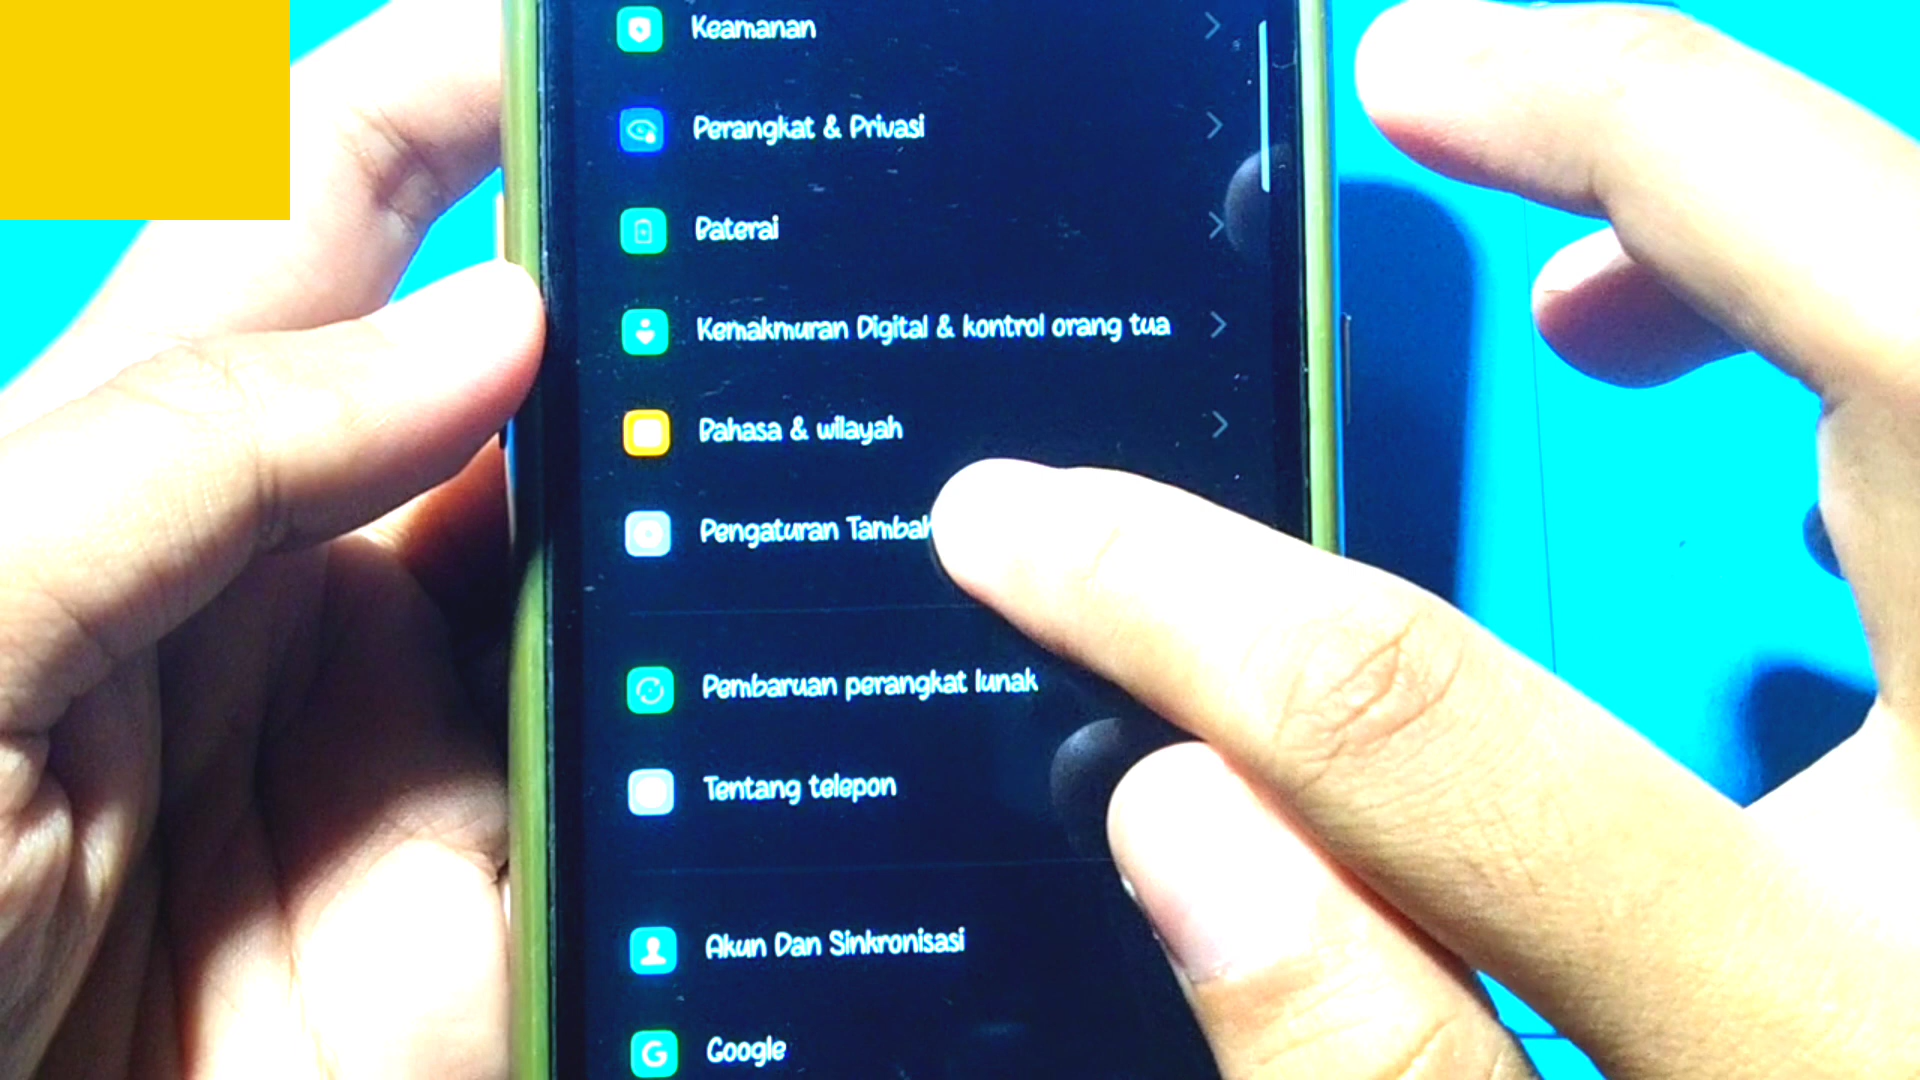 Keamanan
Perangkat & Privasi
Baterai
Kemakmuran Digital & kontrol orang tua
Bahasa & wilayah
Pengaturan Tambah
Pembaruan perangkat lunak
Tentang telepon
Akun Dan Sinkronisasi
Google